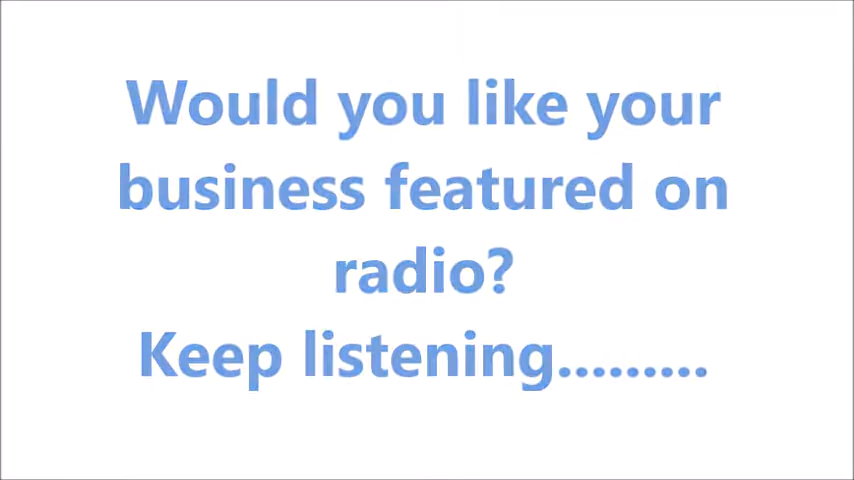 Would you like your
business featured on
radio?
Keep listening.........